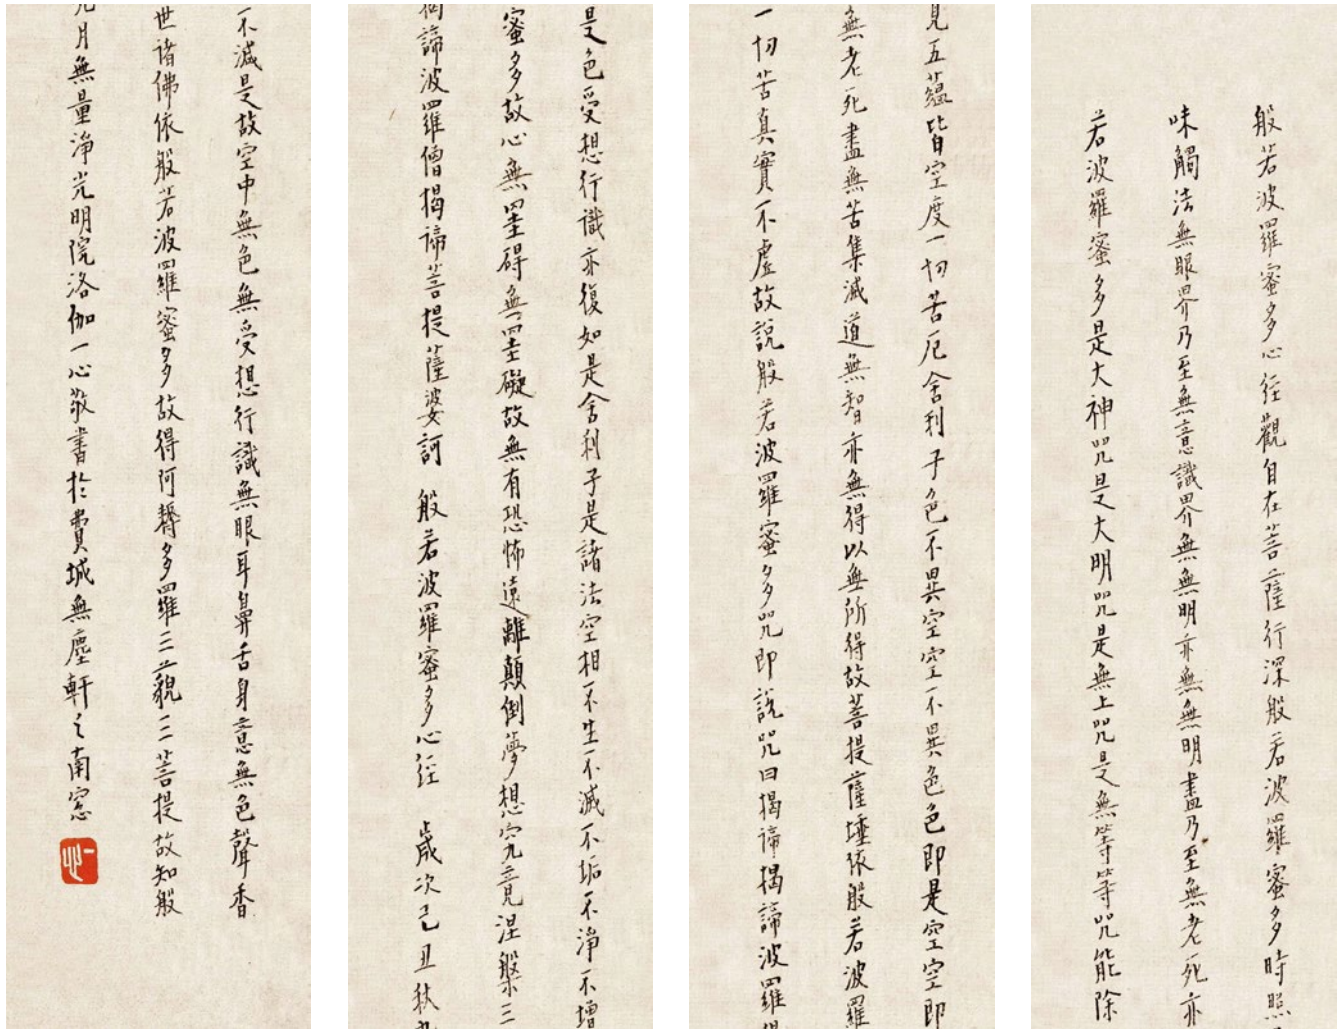 般若波羅蜜多心経觀自在菩薩行深般若波羅蜜多時照
見五蘊皆空度一切苦厄舍利子色不異空空不異色色即是空空即
是色受想行識亦復如是舍利子是諸法空相不生不滅不垢不淨不增
不減是故空中無色無受想行識無眼耳鼻舌身意無色聲香
味觸法無眼界乃至無意識界無無明亦無無明盡乃至無老死亦
無老死盡無苦集滅道無智亦無得以無所得故菩提薩埵依般若波羅
蜜多故心無罣碍無罣礙故無有恐怖遠離顛倒夢想究竟涅槃三
世諸佛依般若波羅蜜多故得阿耨多羅三藐三菩提故知般
若波羅蜜多是大神咒是大明咒是無上咒是無等等咒能除
一切苦真實不虛故說般若波羅蜜多咒即說咒曰揭諦揭諦波羅
揭諦波羅僧揭諦菩提薩婆訶 般若波羅蜜多心経 歲次己丑秋
九月無量淨光明院洛伽一心敬書於費城無塵軒之南窓
一心